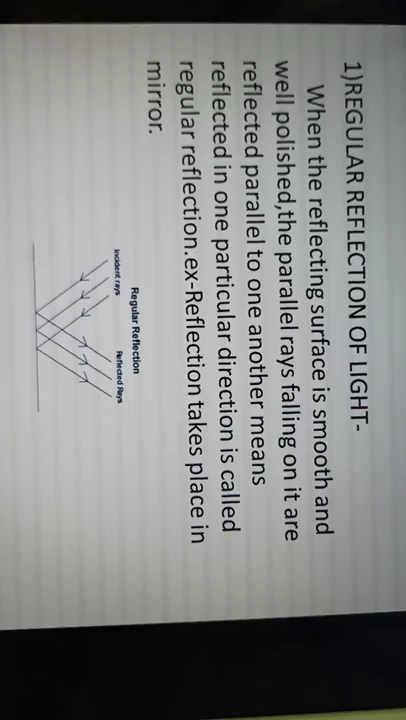 1)REGULAR REFLECTION OF LIGHT-
When the reflecting surface is smooth and
well polished,the parallel rays falling on it are
reflected parallel to one another means
reflected in one particular direction is called
regular reflection.ex-Reflection takes place in
mirror.
Regular Reflection
Incident rays Reflected Rays